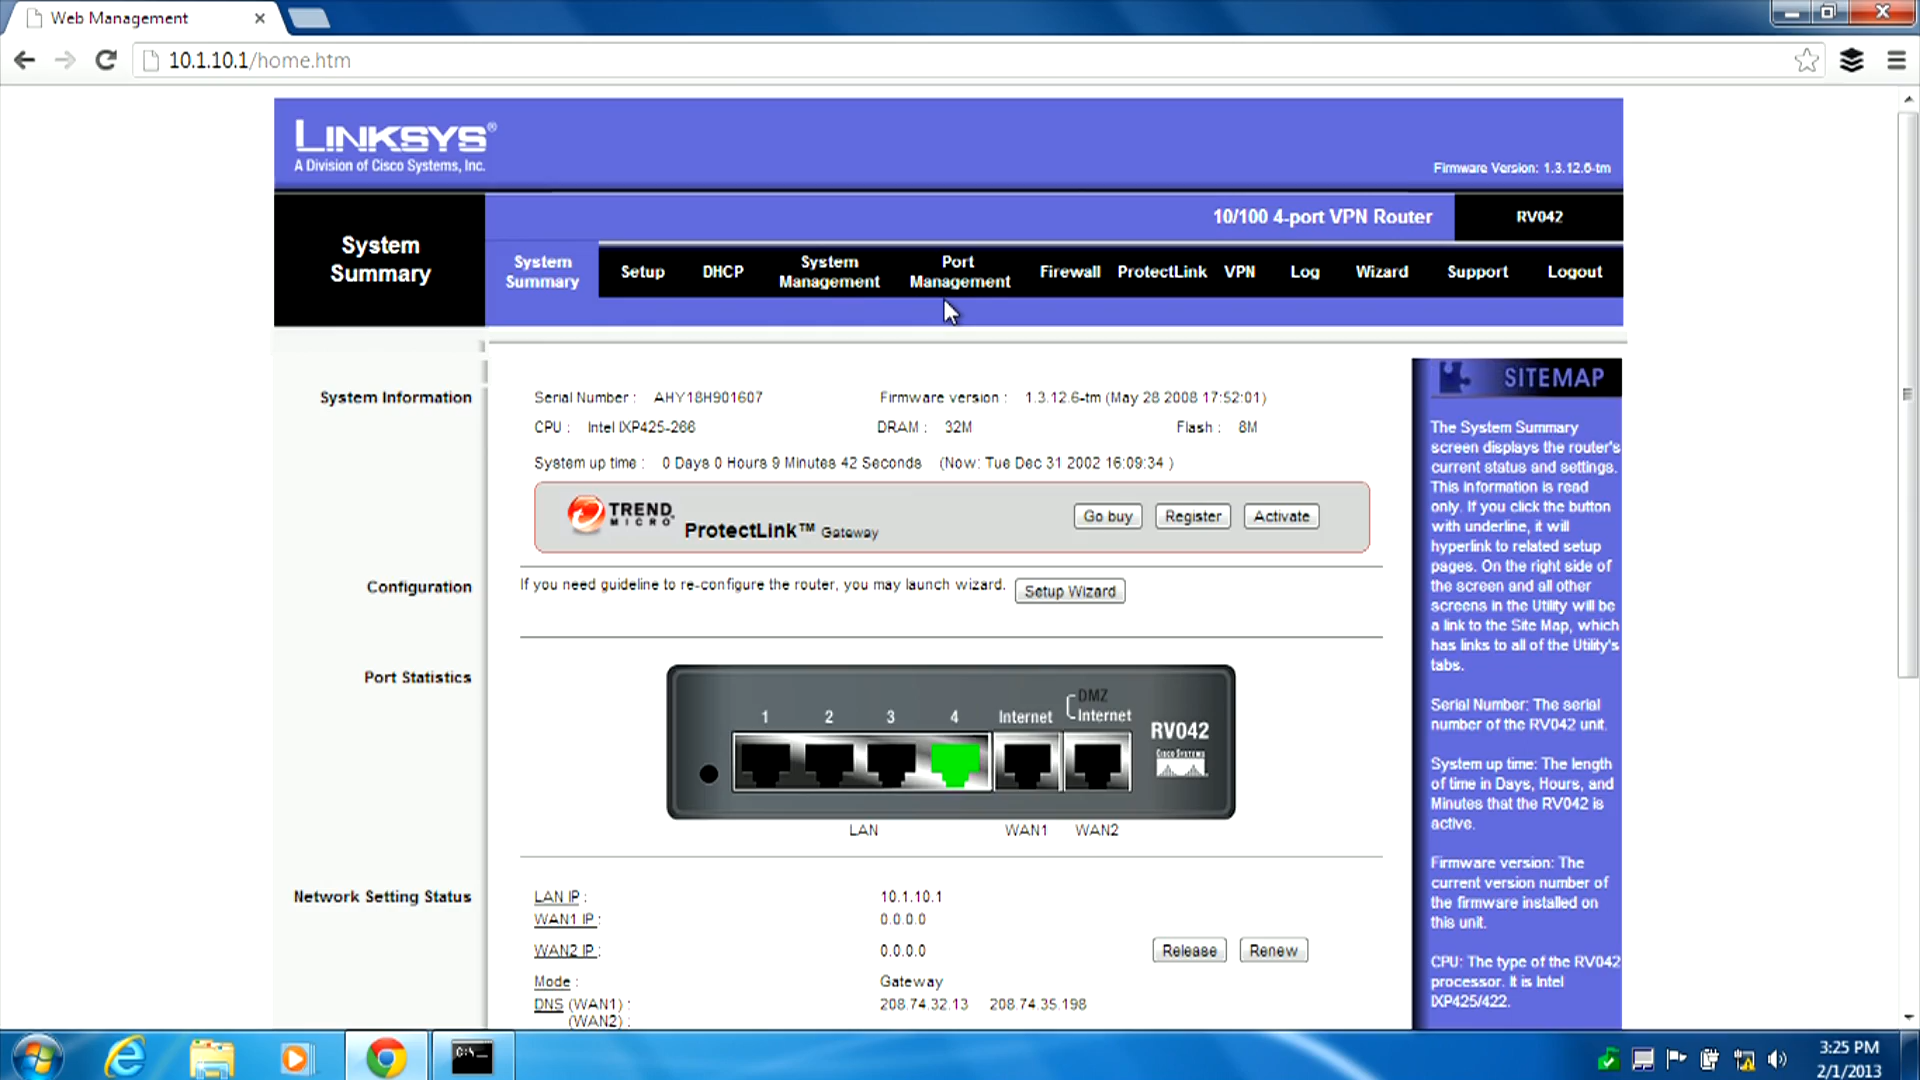 Web Management
10.1.10.1/home.htm
LINKSYS®
A Division of Cisco Systems, Inc.
Firmware Version: 1.3.12.6-tm
10/100 4-port VPN Router
RV042
System
Summary
System
Summary
Setup
DHCP
System
Management
Port
Management
Firewall
ProtectLink
VPN
Log
Wizard
Support
Logout
System Information
Serial Number : AHY18H901607
Firmware version : 1.3.12.6-tm (May 28 2008 17:52:01)
CPU : Intel IXP425-266
DRAM : 32M
Flash : 8M
System up time : 0 Days 0 Hours 9 Minutes 42 Seconds (Now: Tue Dec 31 2002 16:09:34 )
TREND
MICRO
ProtectLink™ Gateway
Go buy
Register
Activate
Configuration
If you need guideline to re-configure the router, you may launch wizard.
Setup Wizard
Port Statistics
1 2 3 4 Internet
DMZ
Internet
RV042
CISCO SYSTEMS
LAN
WAN1
WAN2
Network Setting Status
LAN IP : 10.1.10.1
WAN1 IP : 0.0.0.0
WAN2 IP : 0.0.0.0
Release
Renew
Mode : Gateway
DNS (WAN1) : 208.74.32.13 208.74.35.198
(WAN2) :
SITEMAP
The System Summary
screen displays the router's
current status and settings.
This information is read
only. If you click the button
with underline, it will
hyperlink to related setup
pages. On the right side of
the screen and all other
screens in the Utility will be
a link to the Site Map, which
has links to all of the Utility's
tabs.
Serial Number: The serial
number of the RV042 unit.
System up time: The length
of time in Days, Hours, and
Minutes that the RV042 is
active.
Firmware version: The
current version number of
the firmware installed on
this unit.
CPU: The type of the RV042
processor. It is Intel
IXP425/422.
C:\_
3:25 PM
2/1/2013